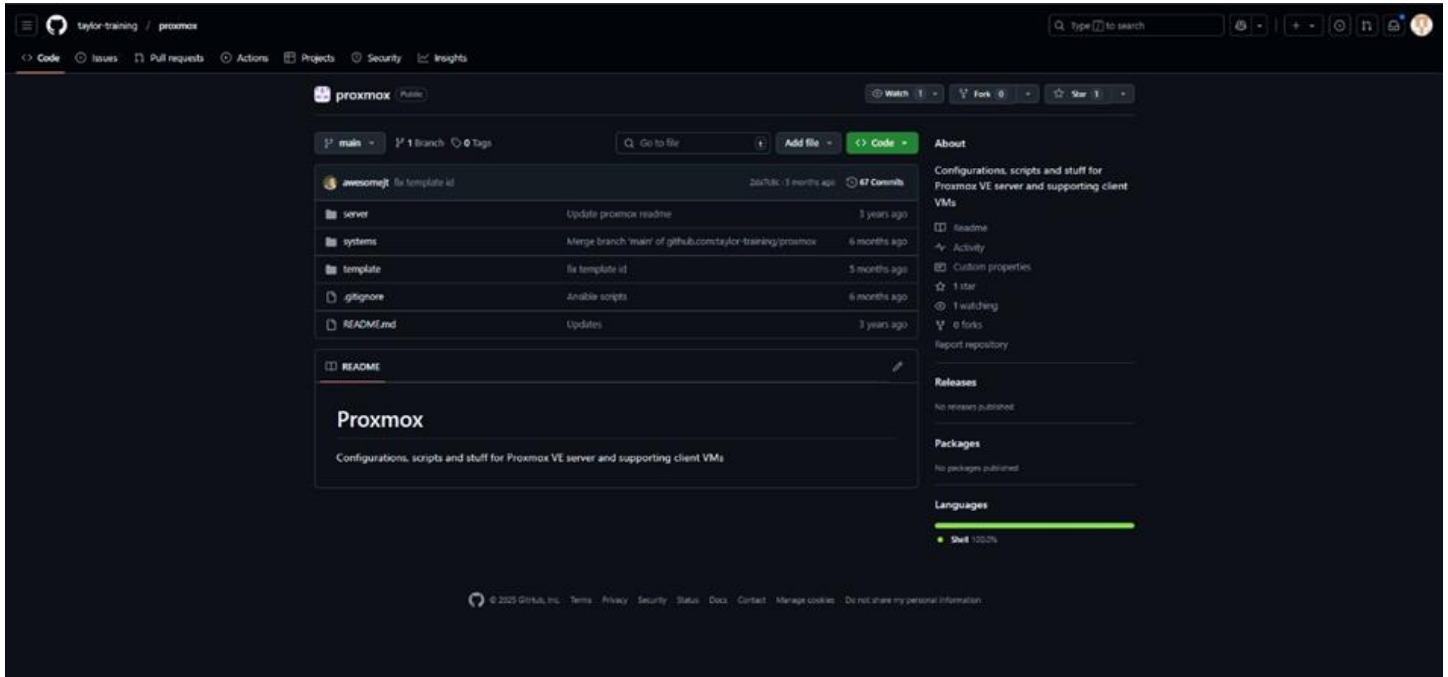 taylor-training / proxmox
Type / to search
Code Issues Pull requests Actions Projects Security Insights
proxmox Public
Watch 1 Fork 0 Star 1
main 1 Branch 0 Tags Go to file t Add file Code
awesomejt fix template id 5 months ago 67 Commits
server Update proxmox readme 3 years ago
systems Merge branch 'main' of github.com:taylor-training/proxmox 6 months ago
template fix template id 5 months ago
.gitignore Ansible scripts 6 months ago
README.md Updates 3 years ago
README
Proxmox
Configurations, scripts and stuff for Proxmox VE server and supporting client VMs
About
Configurations, scripts and stuff for
Proxmox VE server and supporting client
VMs
Readme
Activity
Custom properties
1 star
1 watching
0 forks
Report repository
Releases
No releases published
Packages
No packages published
Languages
Shell 100.0%
© 2025 GitHub, Inc. Terms Privacy Security Status Docs Contact Manage cookies Do not share my personal information